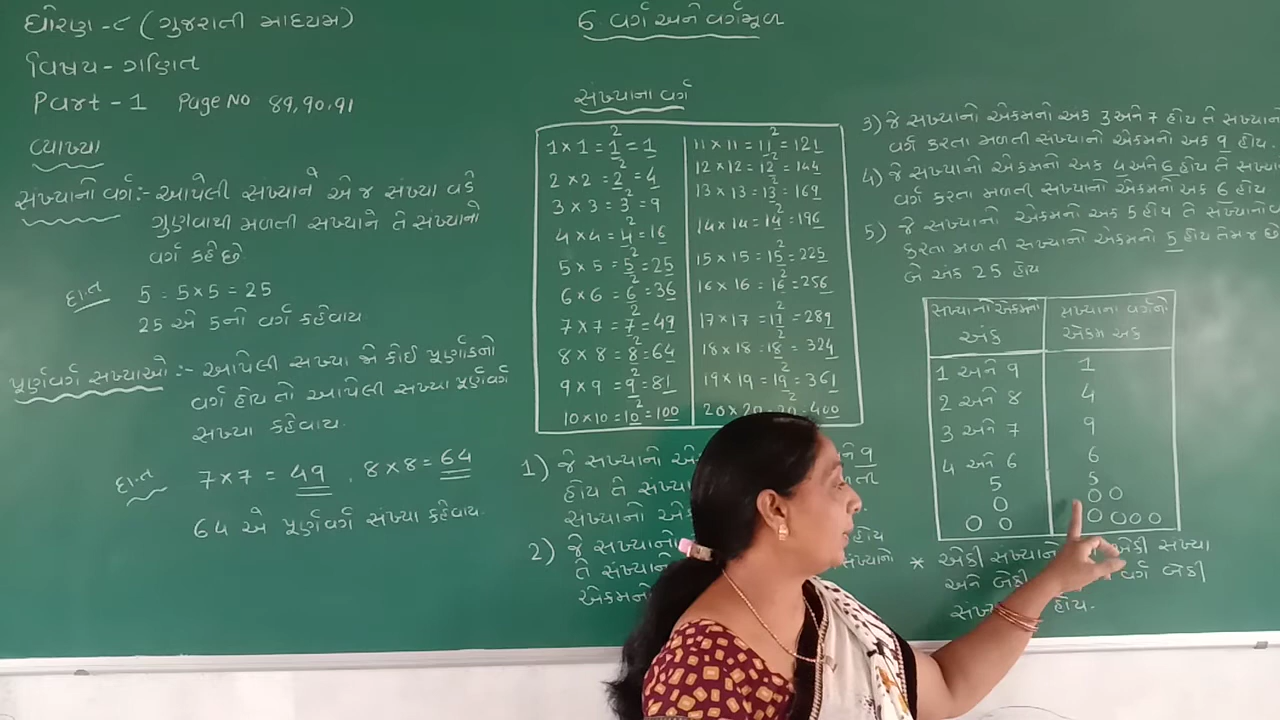 ધોરણ - ૮ ( ગુજરાતી માધ્યમ )
વિષય - ગણિત
Part - 1 Page No 89,90,91
વ્યાખ્યા
સંખ્યાનો વર્ગ :- આપેલી સંખ્યાને એ જ સંખ્યા વડે
ગુણવાથી મળતી સંખ્યાને તે સંખ્યાનો
વર્ગ કહે છે
દા.ત 5 = 5 × 5 = 25
25 એ 5નો વર્ગ કહેવાય
પૂર્ણવર્ગ સંખ્યાઓ :- આપેલી સંખ્યા જો કોઈ પૂર્ણાંકનો
વર્ગ હોય તો આપેલી સંખ્યા પૂર્ણવર્ગ
સંખ્યા કહેવાય.
દા.ત 7 × 7 = 49 , 8 × 8 = 64
64 એ પૂર્ણવર્ગ સંખ્યા કહેવાય.
6 વર્ગ અને વર્ગમૂળ
સંખ્યાના વર્ગ
1 × 1 = 1² = 1
2 × 2 = 2² = 4
3 × 3 = 3² = 9
4 × 4 = 4² = 16
5 × 5 = 5² = 25
6 × 6 = 6² = 36
7 × 7 = 7² = 49
8 × 8 = 8² = 64
9 × 9 = 9² = 81
10 × 10 = 10² = 100
11 × 11 = 11² = 121
12 × 12 = 12² = 144
13 × 13 = 13² = 169
14 × 14 = 14² = 196
15 × 15 = 15² = 225
16 × 16 = 16² = 256
17 × 17 = 17² = 289
18 × 18 = 18² = 324
19 × 19 = 19² = 361
20 × 20 = 20² = 400
1) જે સંખ્યાનો 9
હોય તે
2) જે સંખ્યાનો હોય
તે સંખ્યાનો
એકમનો
3) જે સંખ્યાનો એકમનો અંક 3 અને 7 હોય તે સંખ્યાનો
વર્ગ કરતા મળતી સંખ્યાનો એકમનો અંક 9 હોય.
4) જે સંખ્યાનો એકમનો અંક 4 અને 6 હોય તે
વર્ગ કરતા મળતી સંખ્યાનો એકમનો અંક 6 હોય
5) જે સંખ્યાનો એકમનો અંક 5 હોય તે સંખ્યાનો
કરતા મળતી સંખ્યાનો એકમનો 5 હોય તેમજ છે
બે અંક 25 હોય
સંખ્યાનો એકમનો અંક સંખ્યાના વર્ગનો એકમ અંક
1 અને 9 1
2 અને 8 4
3 અને 7 9
4 અને 6 6
5 5
0 00
00 0000
* એકી સંખ્યાનો એકી સંખ્યા
અને બેકી વર્ગ બેકી
હોય.